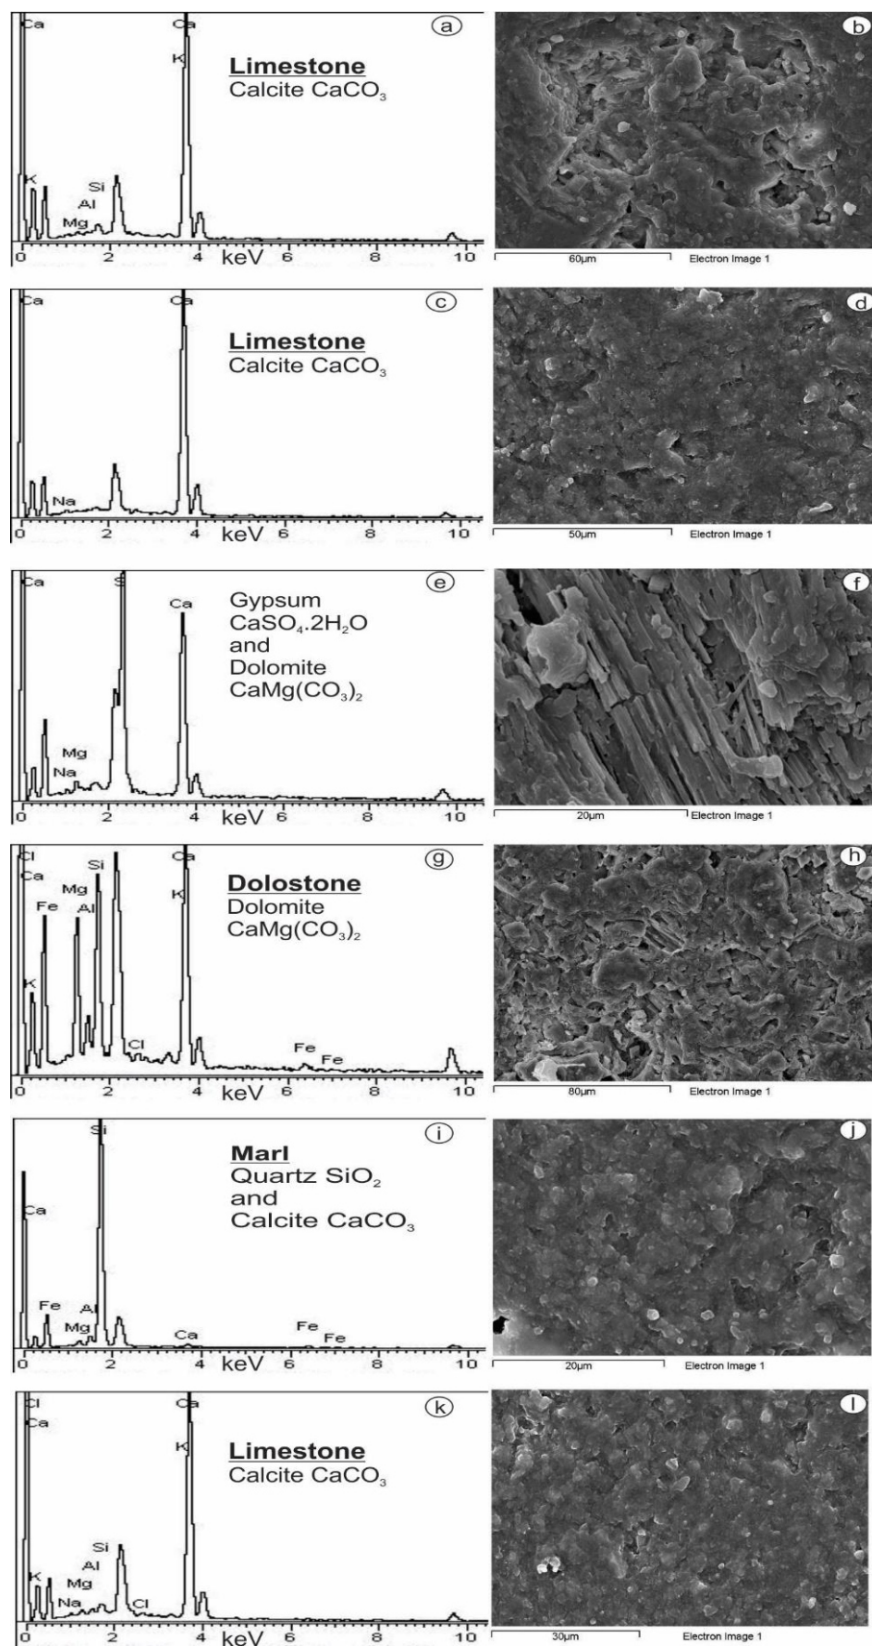 a
Ca
Ca
K
Limestone
Calcite CaCO₃
K
Si
Al
Mg
0 2 keV 4 6 8 10
b
60µm Electron Image 1
c
Ca
Ca
Limestone
Calcite CaCO₃
Na
0 2 keV 4 6 8 10
d
50µm Electron Image 1
e
Ca
S
Ca
Gypsum
CaSO₄.2H₂O
and
Dolomite
CaMg(CO₃)₂
Mg
Na
0 2 keV 4 6 8 10
f
20µm Electron Image 1
g
Cl
Ca
Fe
K
Mg
Al
Si
Ca
K
Dolostone
Dolomite
CaMg(CO₃)₂
Cl
Fe
Fe
0 2 keV 4 6 8 10
h
80µm Electron Image 1
i
Si
Ca
Marl
Quartz SiO₂
and
Calcite CaCO₃
Fe
Al
Mg
Ca
Fe
Fe
0 2 keV 4 6 8 10
j
20µm Electron Image 1
k
Cl
Ca
Ca
K
Limestone
Calcite CaCO₃
Si
Al
K
Mg
Na
Cl
0 2 keV 4 6 8 10
l
30µm Electron Image 1